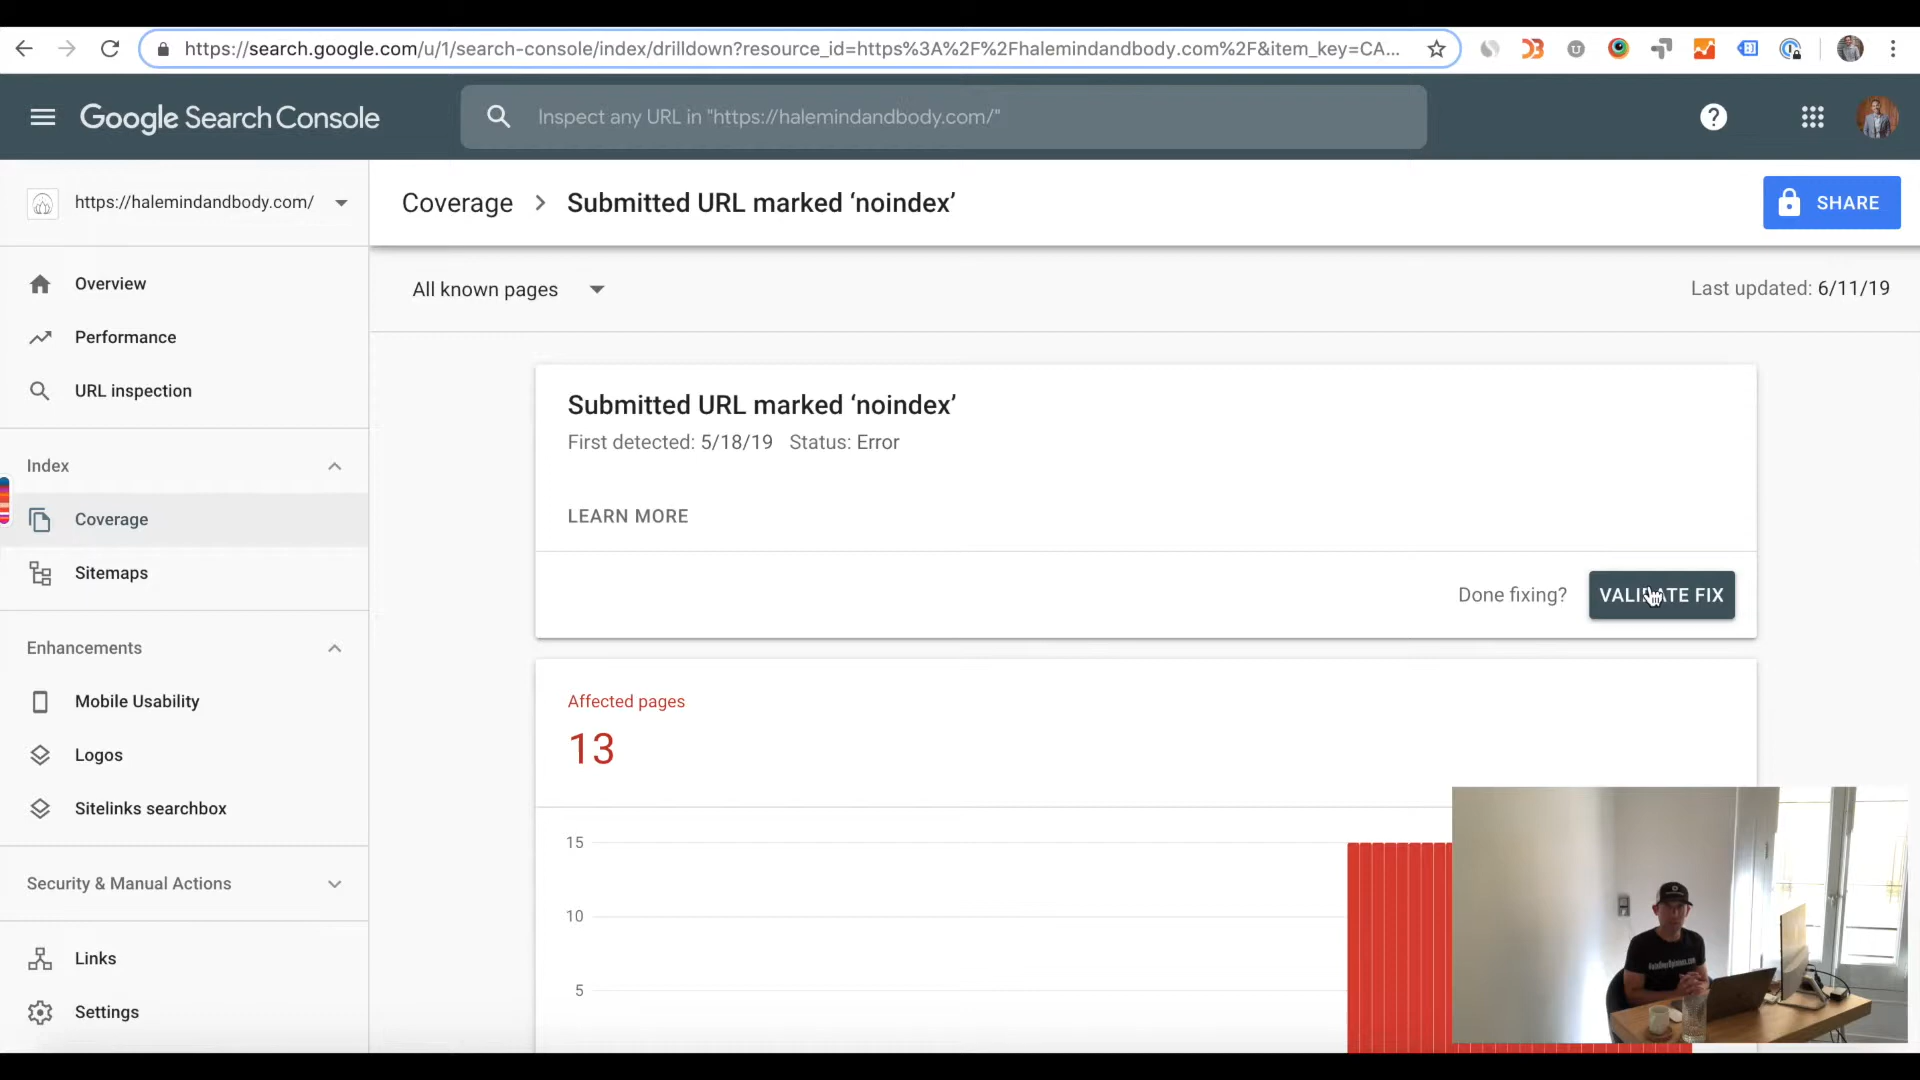 https://search.google.com/u/1/search-console/index/drilldown?resource_id=https%3A%2F%2Fhalemindandbody.com%2F&item_key=CA...
Google Search Console
Inspect any URL in "https://halemindandbody.com/"
https://halemindandbody.com/
Coverage > Submitted URL marked ‘noindex’
SHARE
All known pages
Last updated: 6/11/19
Overview
Performance
URL inspection
Index
Coverage
Sitemaps
Enhancements
Mobile Usability
Logos
Sitelinks searchbox
Security & Manual Actions
Links
Settings
Submitted URL marked ‘noindex’
First detected: 5/18/19 Status: Error
LEARN MORE
Done fixing?
VALIDATE FIX
Affected pages
13
15
10
5